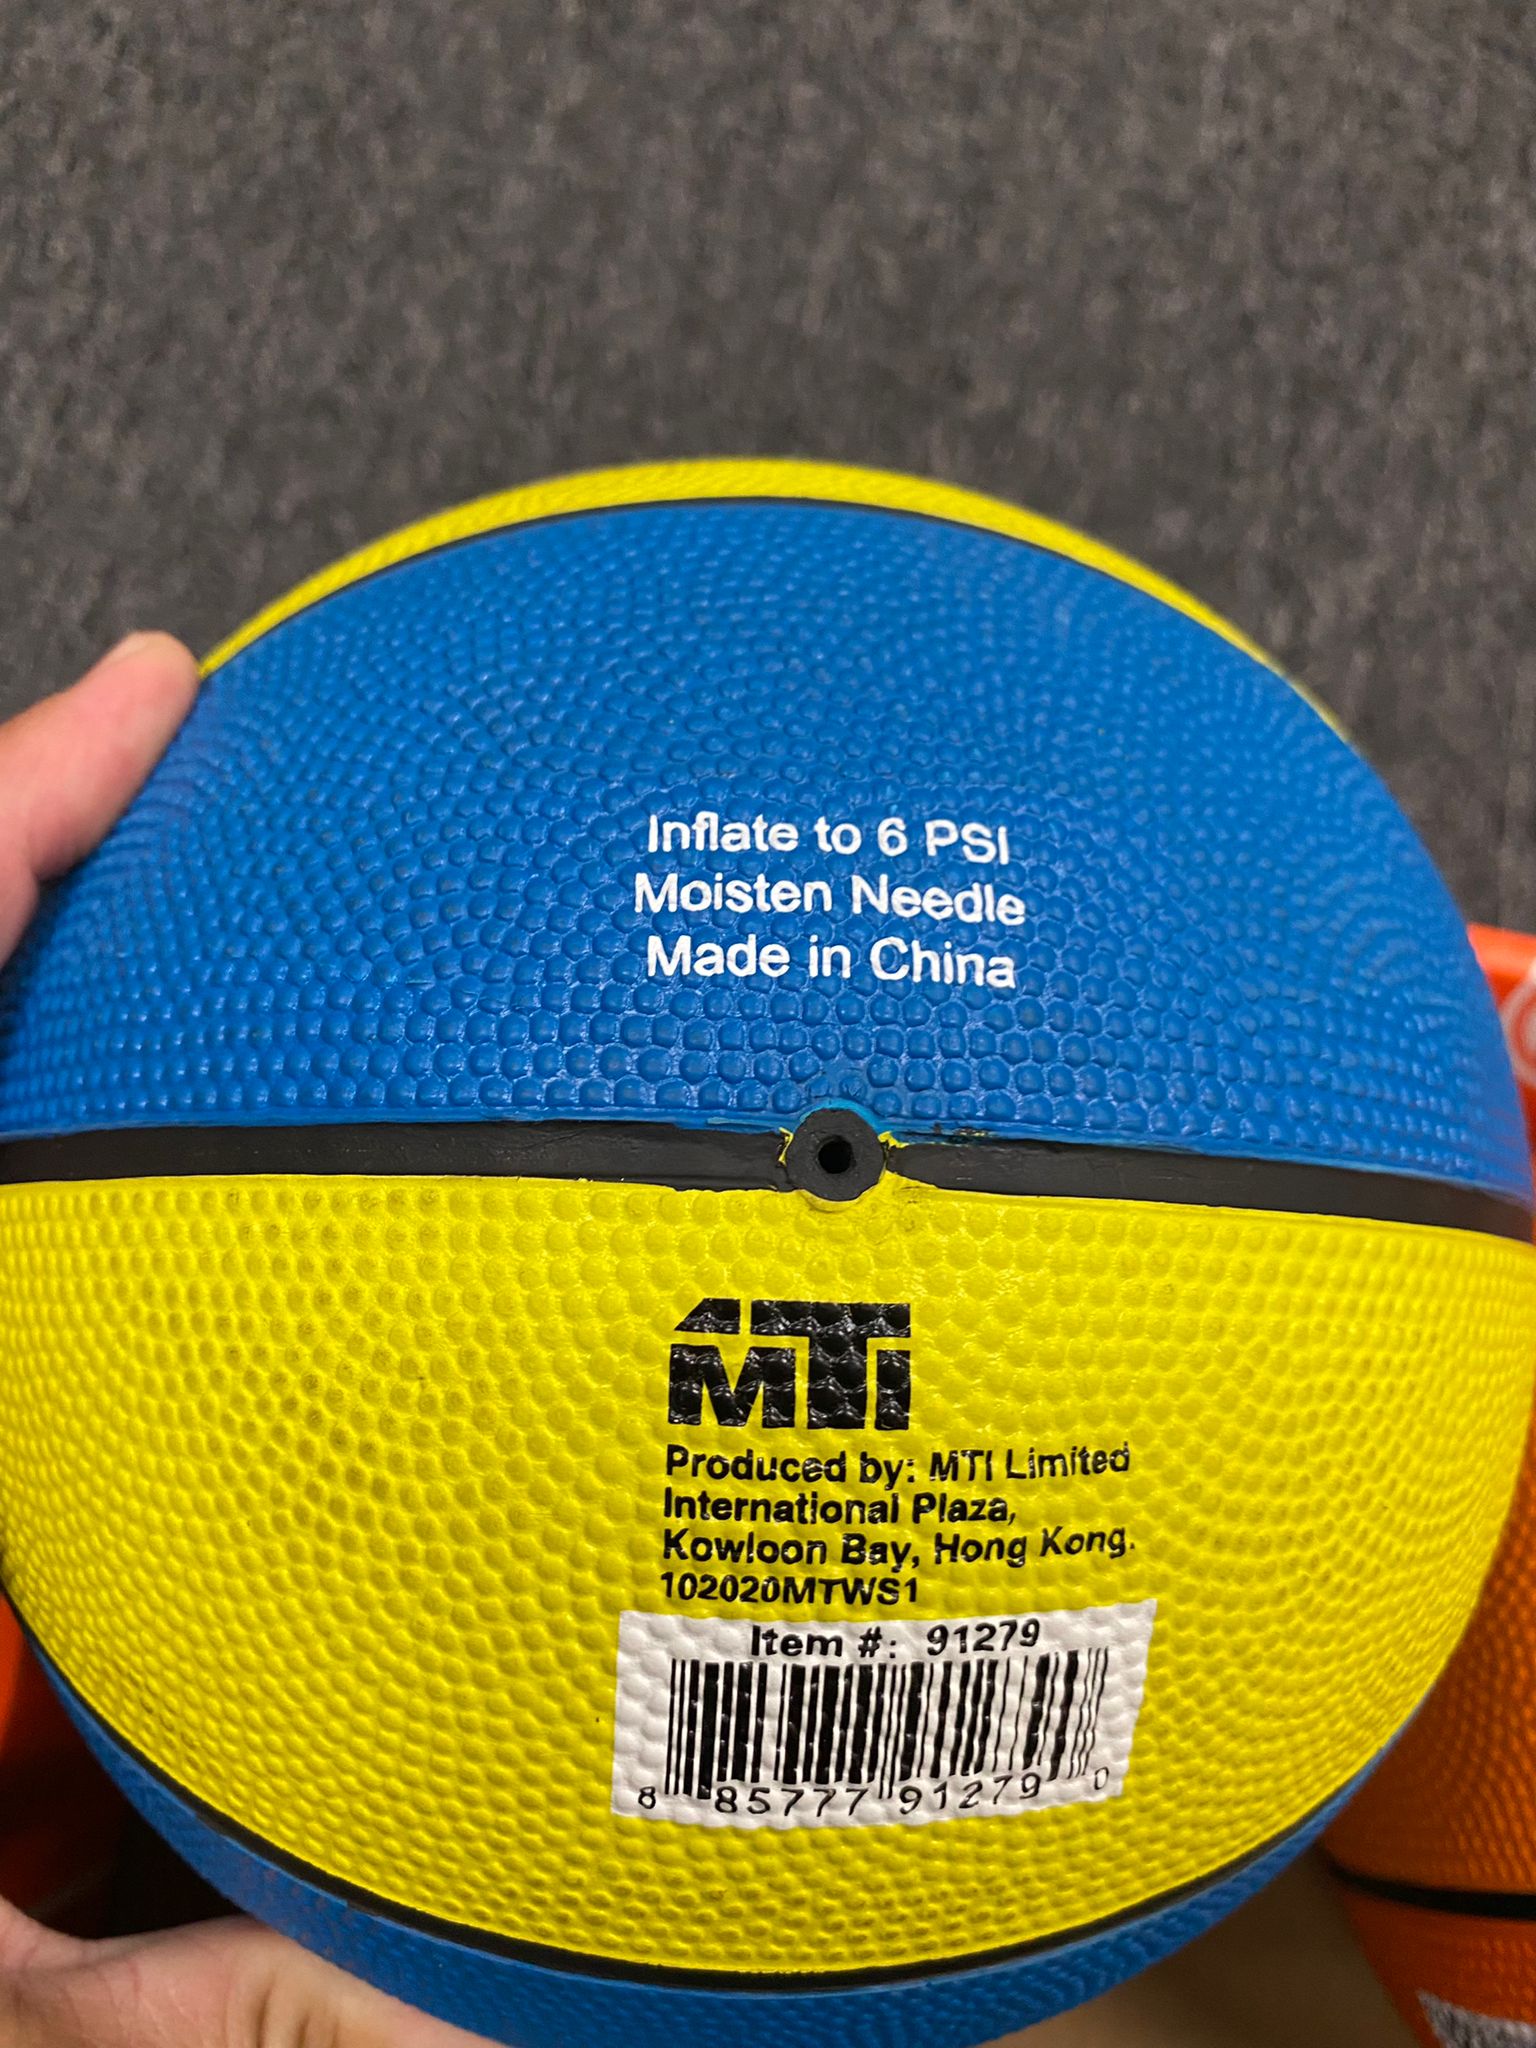 Inflate to 6 PSI
Moisten Needle
Made in China
MTI
Produced by: MTI Limited
International Plaza,
Kowloon Bay, Hong Kong.
102020MTWS1
Item #: 91279
8 85777 91279 0